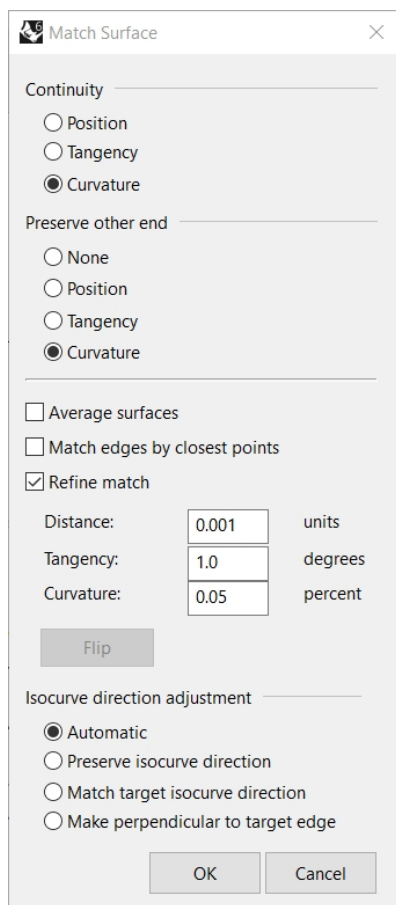 6 Match Surface
Continuity
Position
Tangency
Curvature
Preserve other end
None
Position
Tangency
Curvature
Average surfaces
Match edges by closest points
Refine match
Distance: 0.001 units
Tangency: 1.0 degrees
Curvature: 0.05 percent
Flip
Isocurve direction adjustment
Automatic
Preserve isocurve direction
Match target isocurve direction
Make perpendicular to target edge
OK Cancel